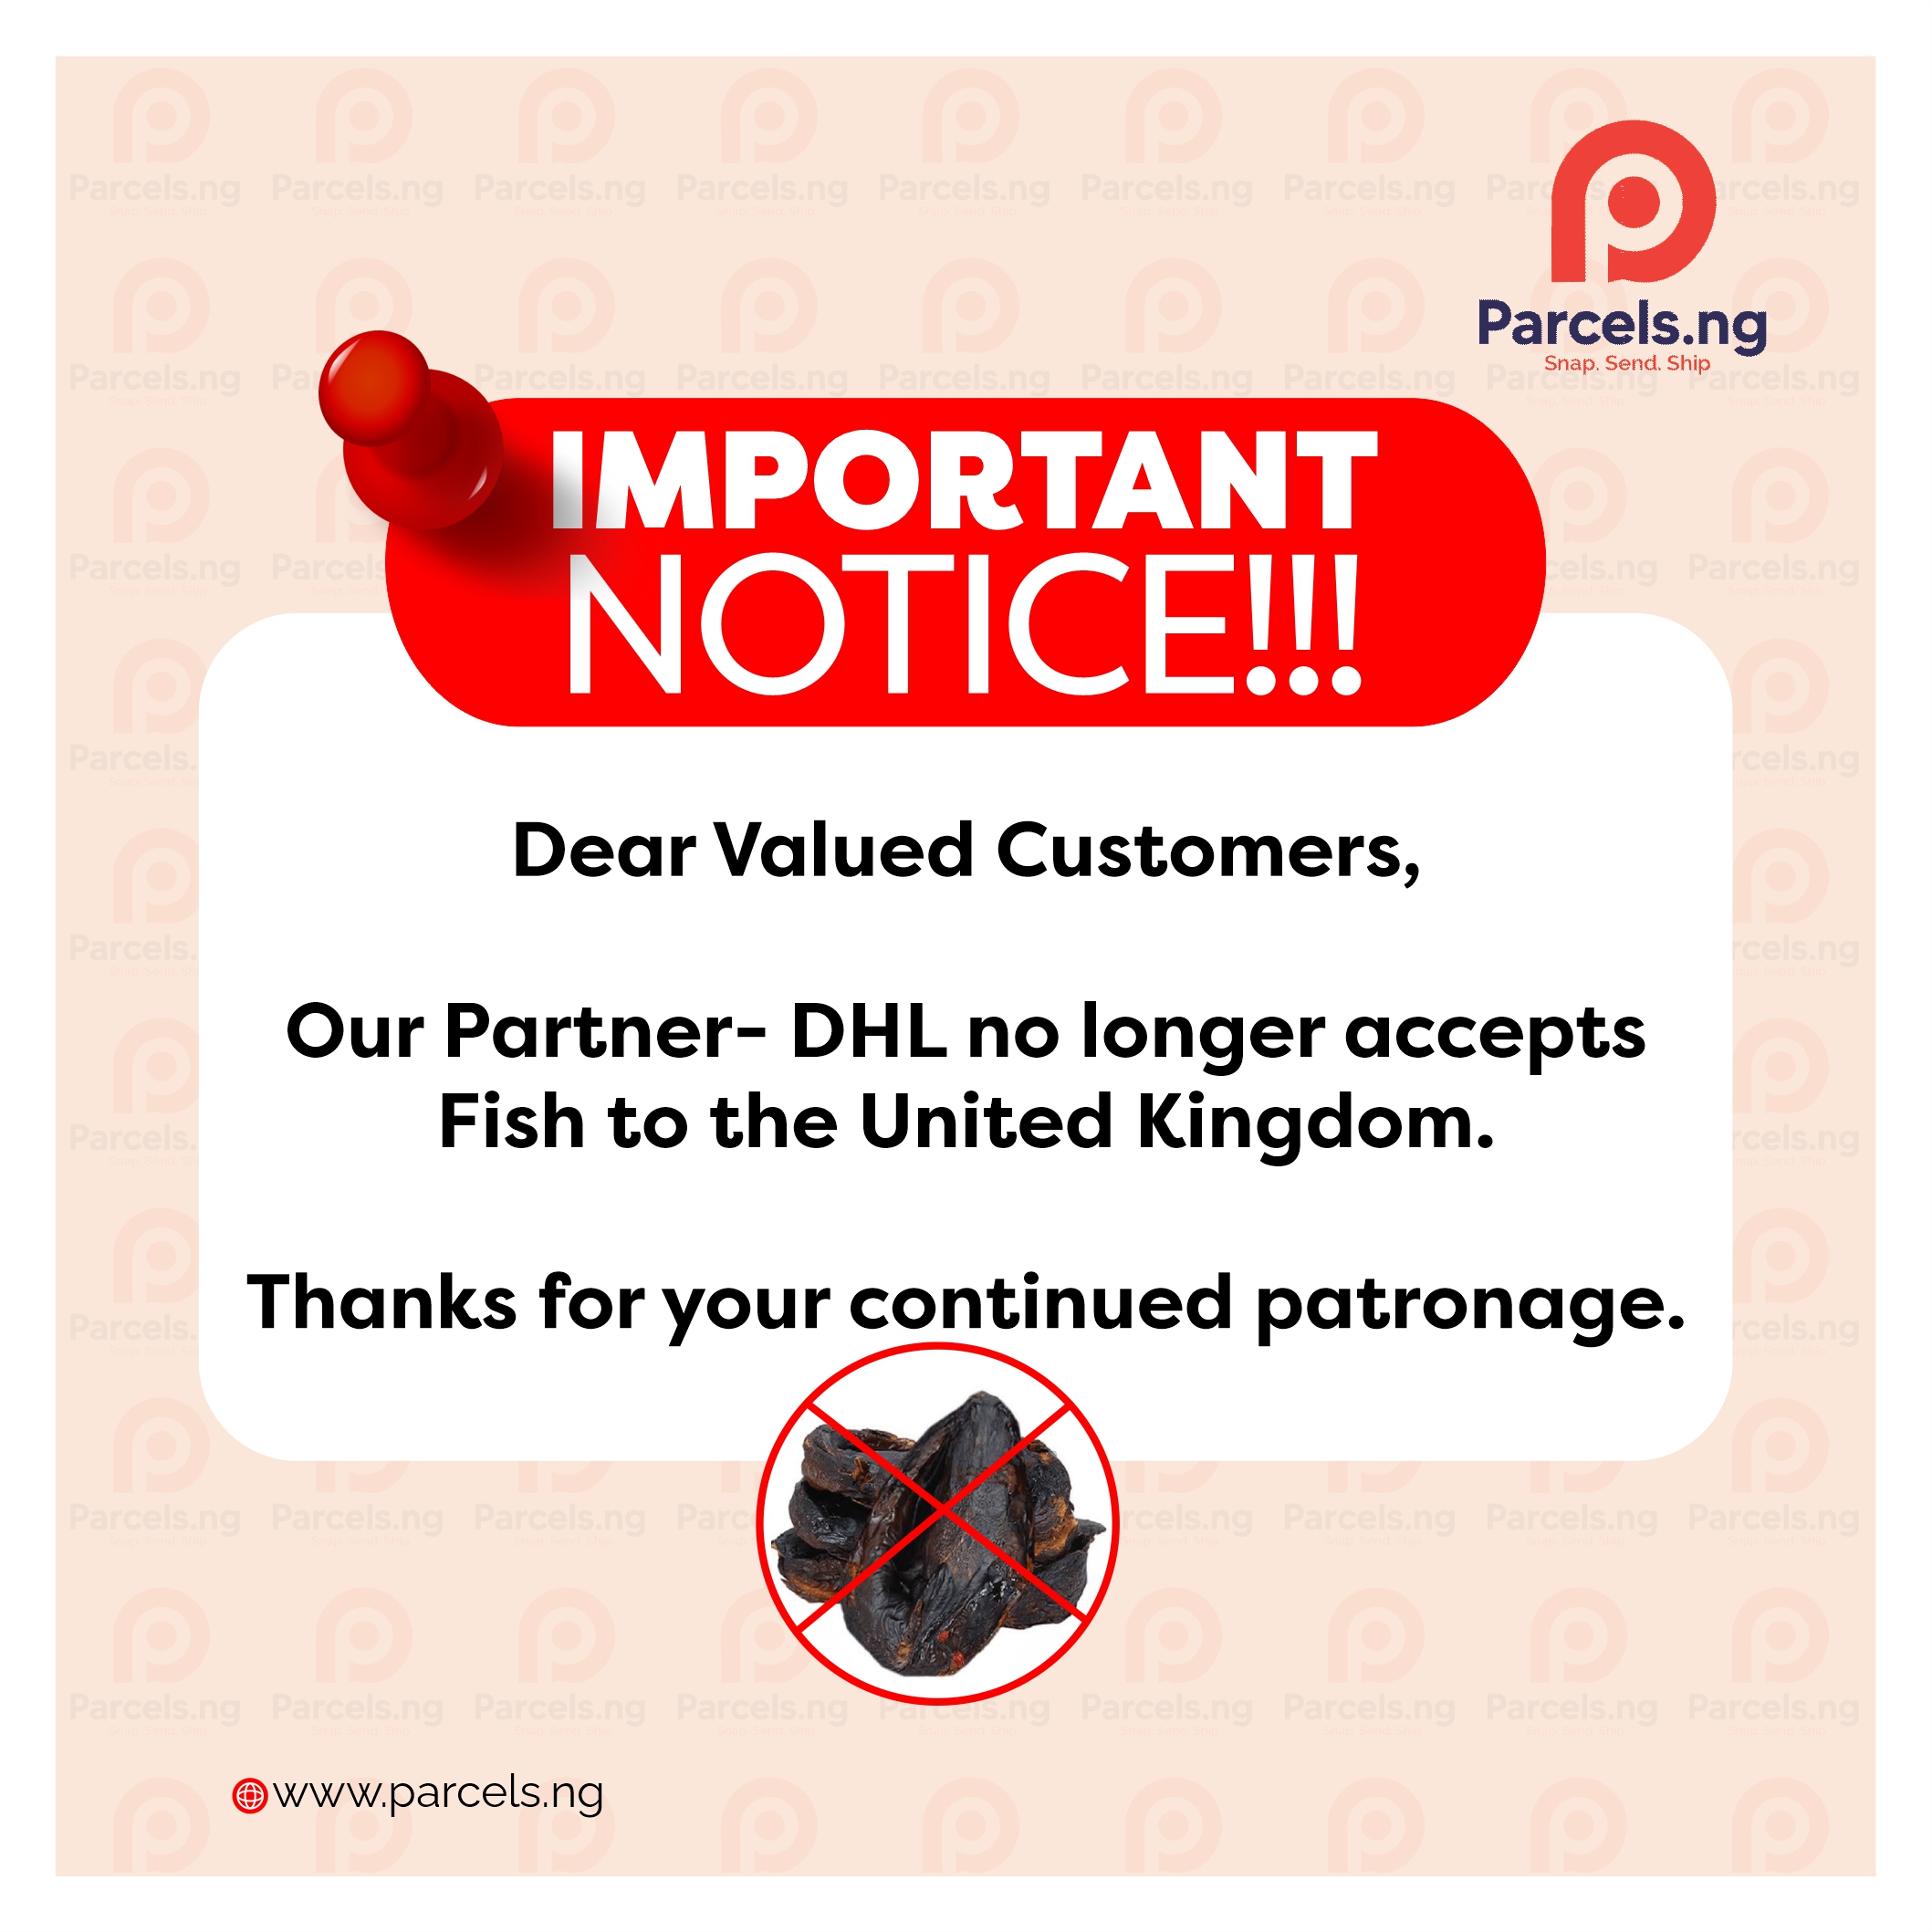 Parcels.ng
Snap. Send. Ship
IMPORTANT
NOTICE!!!
Dear Valued Customers,
Our Partner- DHL no longer accepts
Fish to the United Kingdom.
Thanks for your continued patronage.
www.parcels.ng